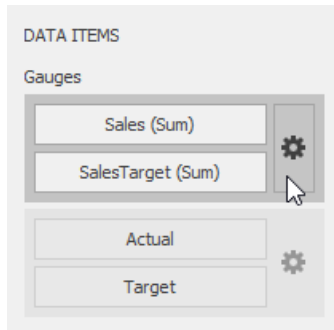 DATA ITEMS
Gauges
Sales (Sum)
SalesTarget (Sum)
Actual
Target